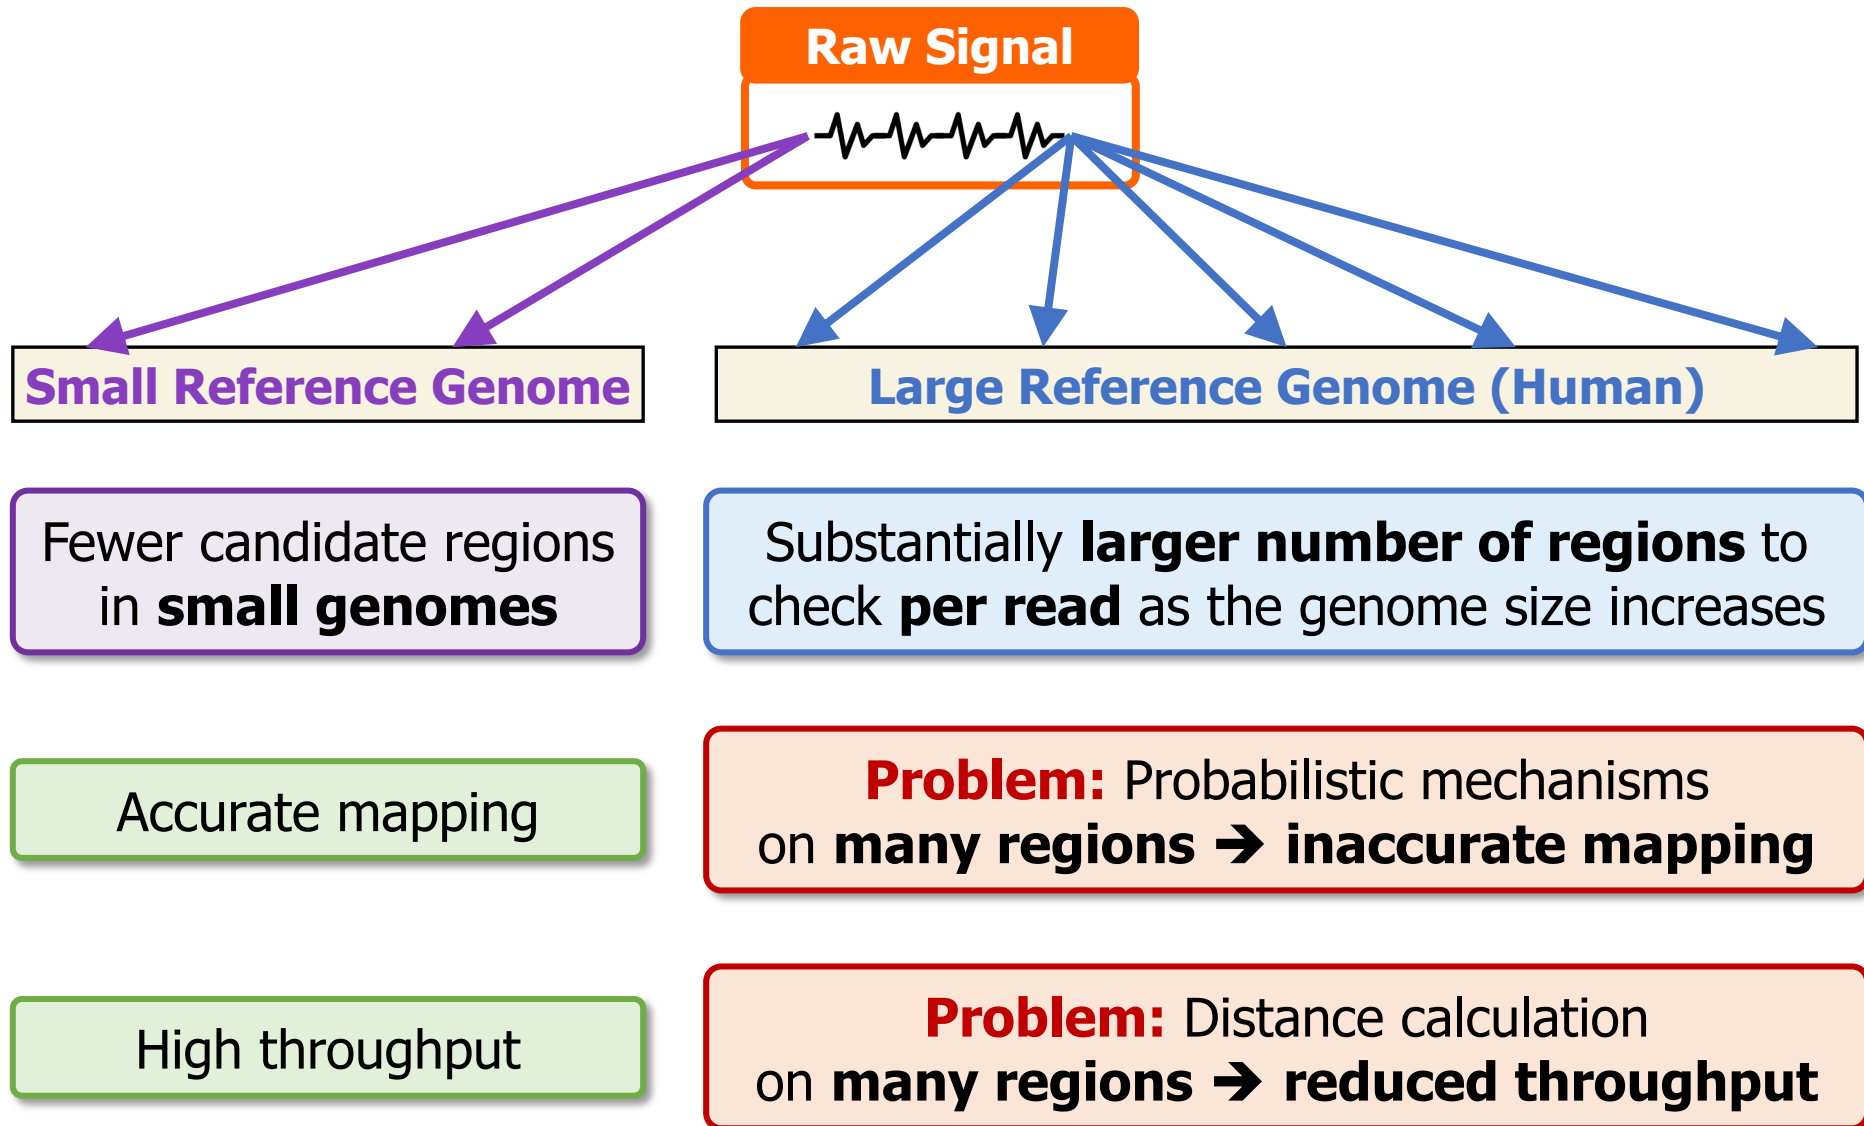 Raw Signal
Small Reference Genome
Large Reference Genome (Human)
Fewer candidate regions
in small genomes
Substantially larger number of regions to
check per read as the genome size increases
Accurate mapping
Problem: Probabilistic mechanisms
on many regions ➔ inaccurate mapping
High throughput
Problem: Distance calculation
on many regions ➔ reduced throughput